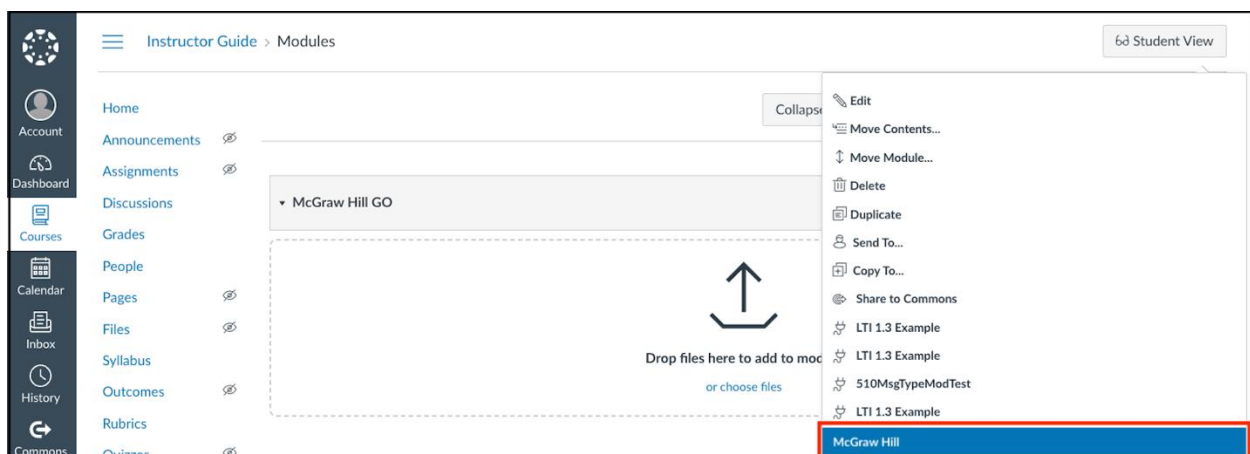 Instructor Guide > Modules
Student View
Account
Dashboard
Courses
Calendar
Inbox
History
Commons
Home
Announcements
Assignments
Discussions
Grades
People
Pages
Files
Syllabus
Outcomes
Rubrics
Quizzes
Collapse
McGraw Hill GO
Drop files here to add to mod
or choose files
Edit
Move Contents...
Move Module...
Delete
Duplicate
Send To...
Copy To...
Share to Commons
LTI 1.3 Example
LTI 1.3 Example
510MsgTypeModTest
LTI 1.3 Example
McGraw Hill